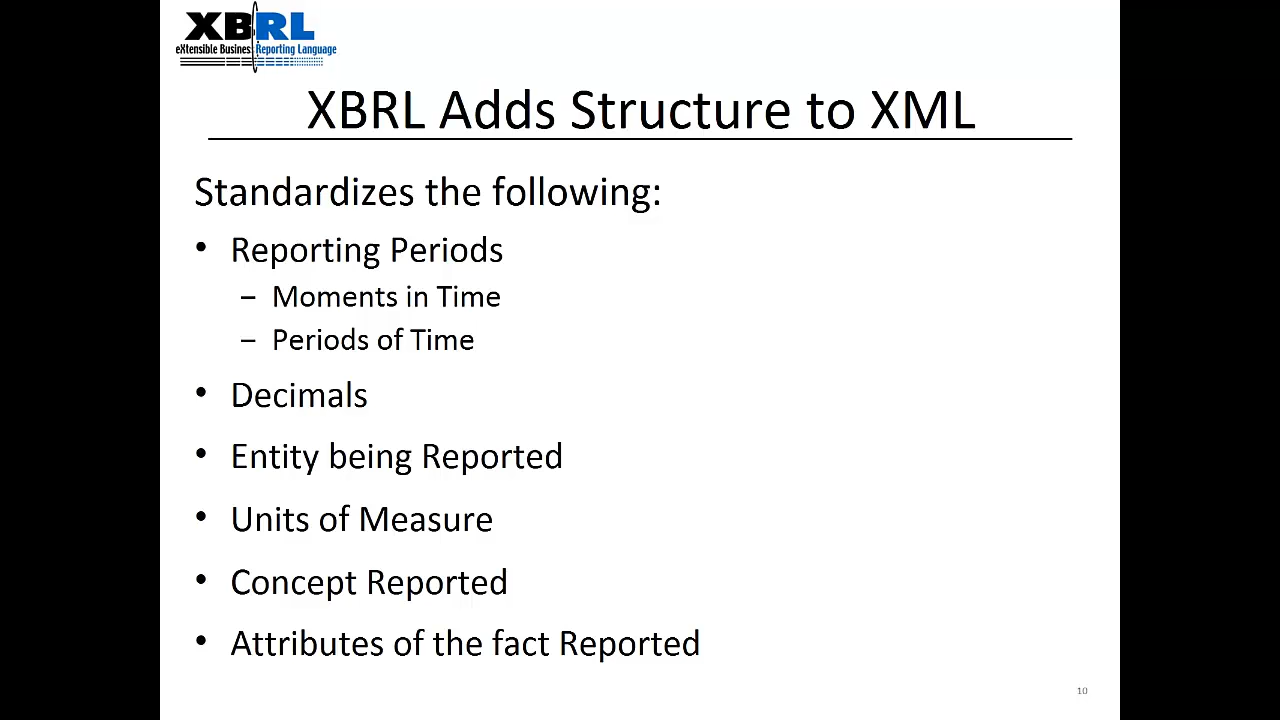 XBRL
eXtensible Business Reporting Language
XBRL Adds Structure to XML
Standardizes the following:
• Reporting Periods
– Moments in Time
– Periods of Time
• Decimals
• Entity being Reported
• Units of Measure
• Concept Reported
• Attributes of the fact Reported
10